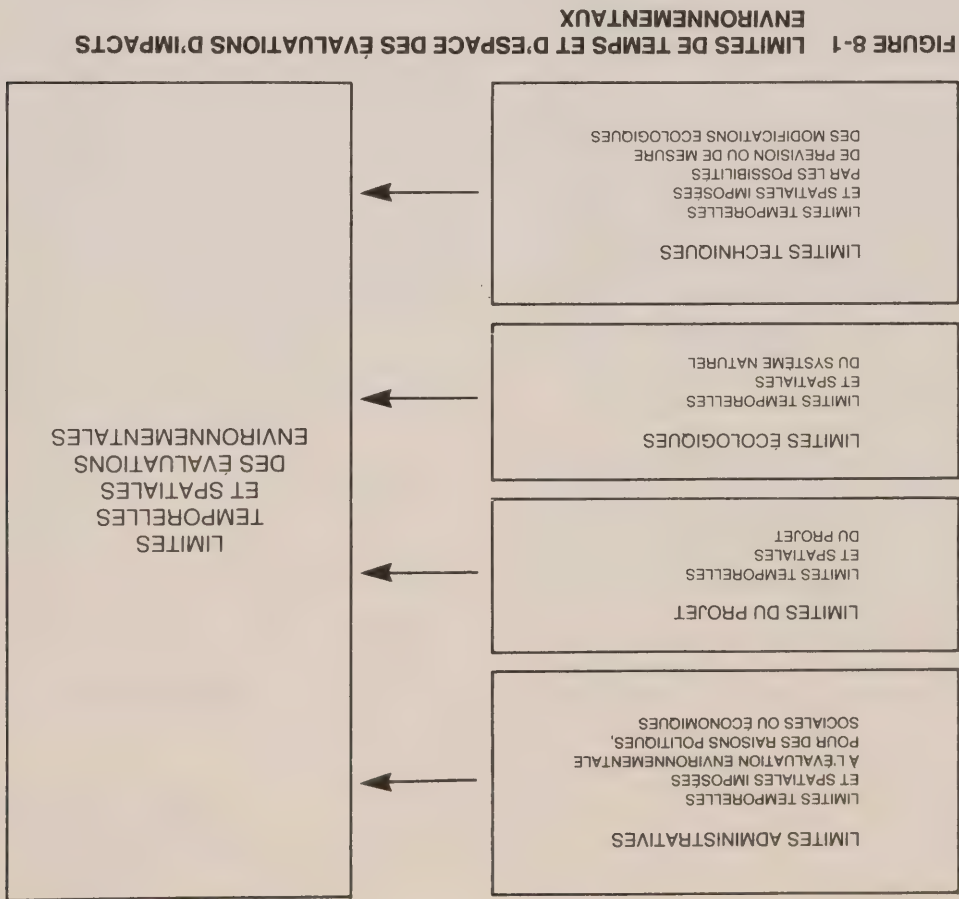 LIMITES ADMINISTRATIVES
LIMITES TEMPORELLES
ET SPATIALES IMPOSÉES
À L'ÉVALUATION ENVIRONNEMENTALE
POUR DES RAISONS POLITIQUES,
SOCIALES OU ÉCONOMIQUES
LIMITES DU PROJET
LIMITES TEMPORELLES
ET SPATIALES
DU PROJET
LIMITES ÉCOLOGIQUES
LIMITES TEMPORELLES
ET SPATIALES
DU SYSTÈME NATUREL
LIMITES TECHNIQUES
LIMITES TEMPORELLES
ET SPATIALES IMPOSÉES
PAR LES POSSIBILITÉS
DE PREVISION OU DE MESURE
DES MODIFICATIONS ECOLOGIQUES
LIMITES
TEMPORELLES
ET SPATIALES
DES ÉVALUATIONS
ENVIRONNEMENTALES
FIGURE 8-1 LIMITES DE TEMPS ET D'ESPACE DES ÉVALUATIONS D'IMPACTS
ENVIRONNEMENTAUX